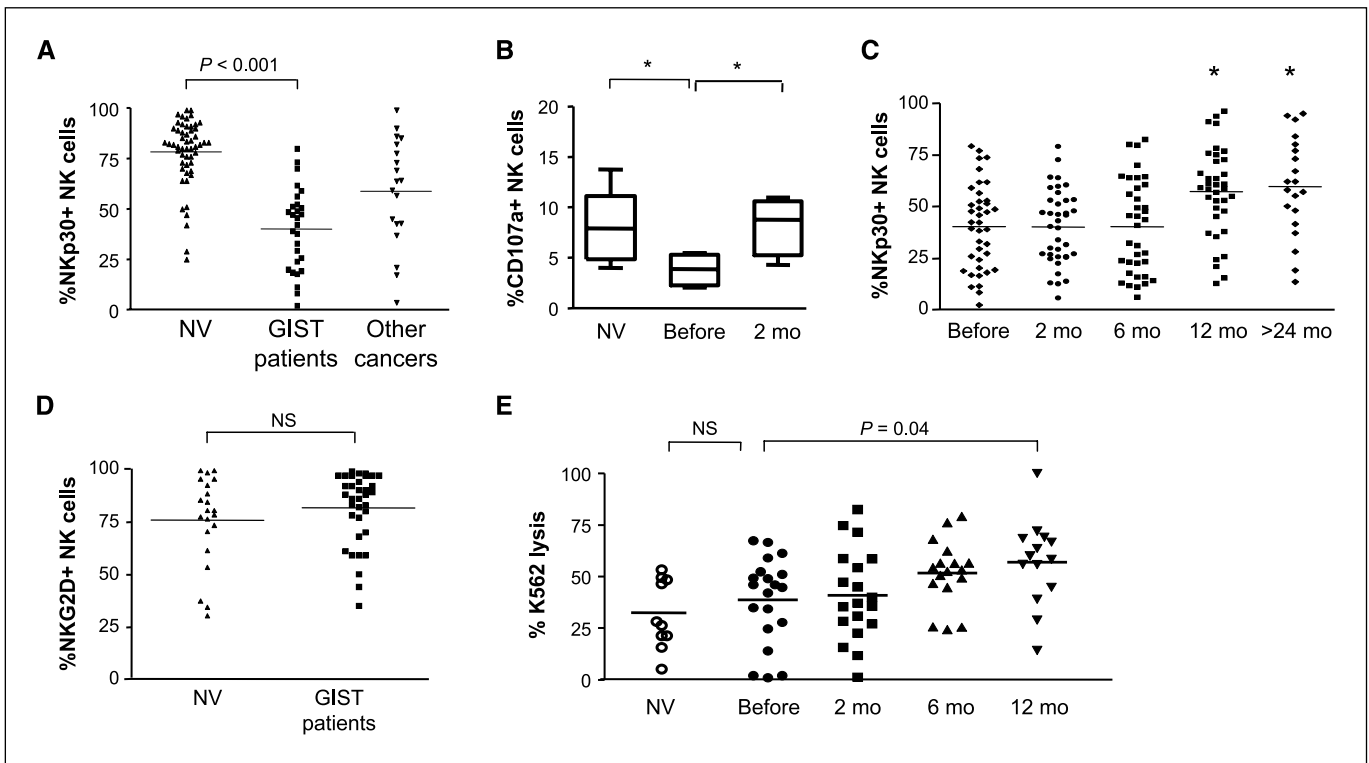 A
P < 0.001
%NKp30+ NK cells
100
75
50
25
0
NV
GIST
patients
Other
cancers
B
*
*
%CD107a+ NK cells
20
15
10
5
0
NV
Before
2 mo
C
*
*
%NKp30+ NK cells
100
75
50
25
0
Before
2 mo
6 mo
12 mo
>24 mo
D
NS
%NKG2D+ NK cells
100
75
50
25
0
NV
GIST
patients
E
NS
P = 0.04
% K562 lysis
100
75
50
25
0
NV
Before
2 mo
6 mo
12 mo